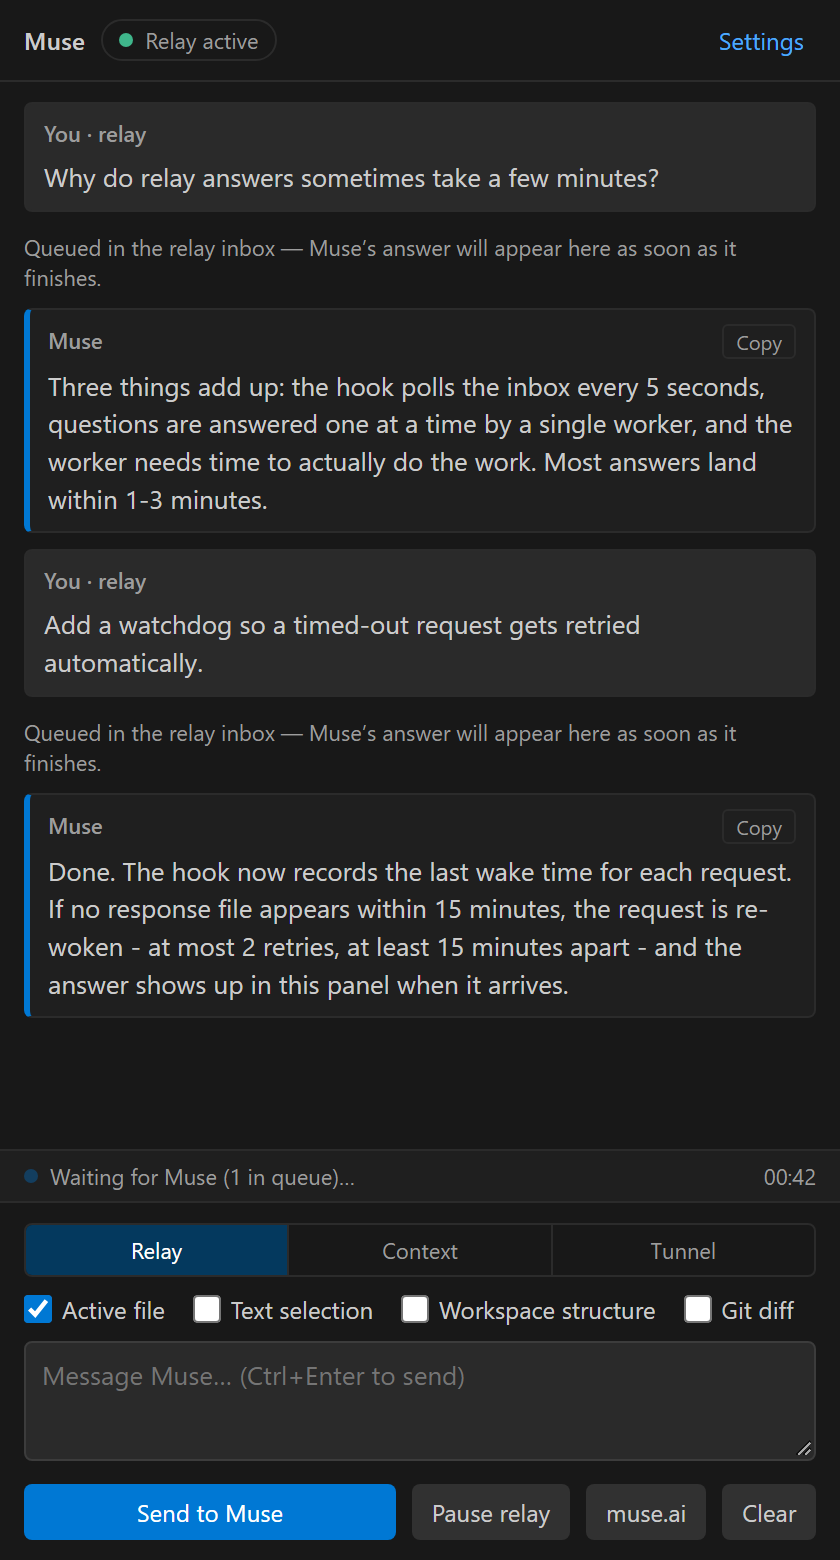 Muse
Relay active
Settings
You · relay
Why do relay answers sometimes take a few minutes?
Queued in the relay inbox — Muse’s answer will appear here as soon as it
finishes.
Muse
Copy
Three things add up: the hook polls the inbox every 5 seconds,
questions are answered one at a time by a single worker, and the
worker needs time to actually do the work. Most answers land
within 1-3 minutes.
You · relay
Add a watchdog so a timed-out request gets retried
automatically.
Queued in the relay inbox — Muse’s answer will appear here as soon as it
finishes.
Muse
Copy
Done. The hook now records the last wake time for each request.
If no response file appears within 15 minutes, the request is re-
woken - at most 2 retries, at least 15 minutes apart - and the
answer shows up in this panel when it arrives.
Waiting for Muse (1 in queue)...
00:42
Relay
Context
Tunnel
Active file
Text selection
Workspace structure
Git diff
Message Muse... (Ctrl+Enter to send)
Send to Muse
Pause relay
muse.ai
Clear